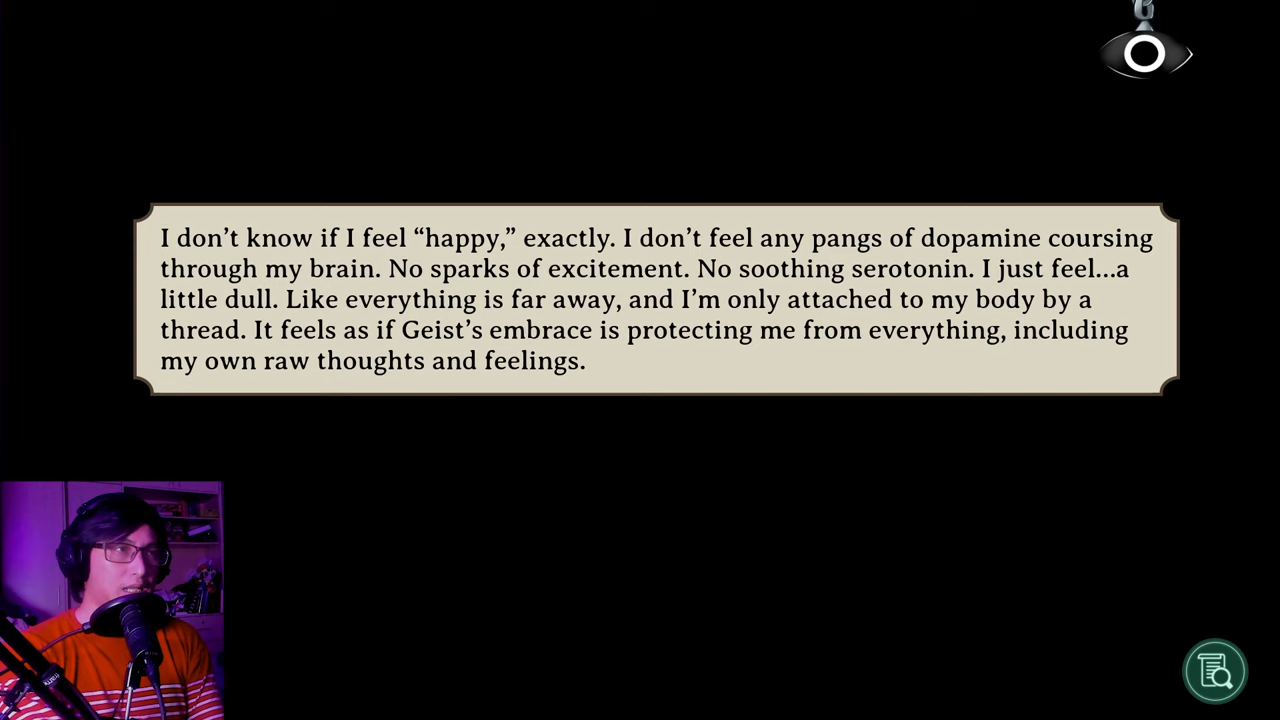 I don’t know if I feel “happy,” exactly. I don’t feel any pangs of dopamine coursing
through my brain. No sparks of excitement. No soothing serotonin. I just feel...a
little dull. Like everything is far away, and I’m only attached to my body by a
thread. It feels as if Geist’s embrace is protecting me from everything, including
my own raw thoughts and feelings.